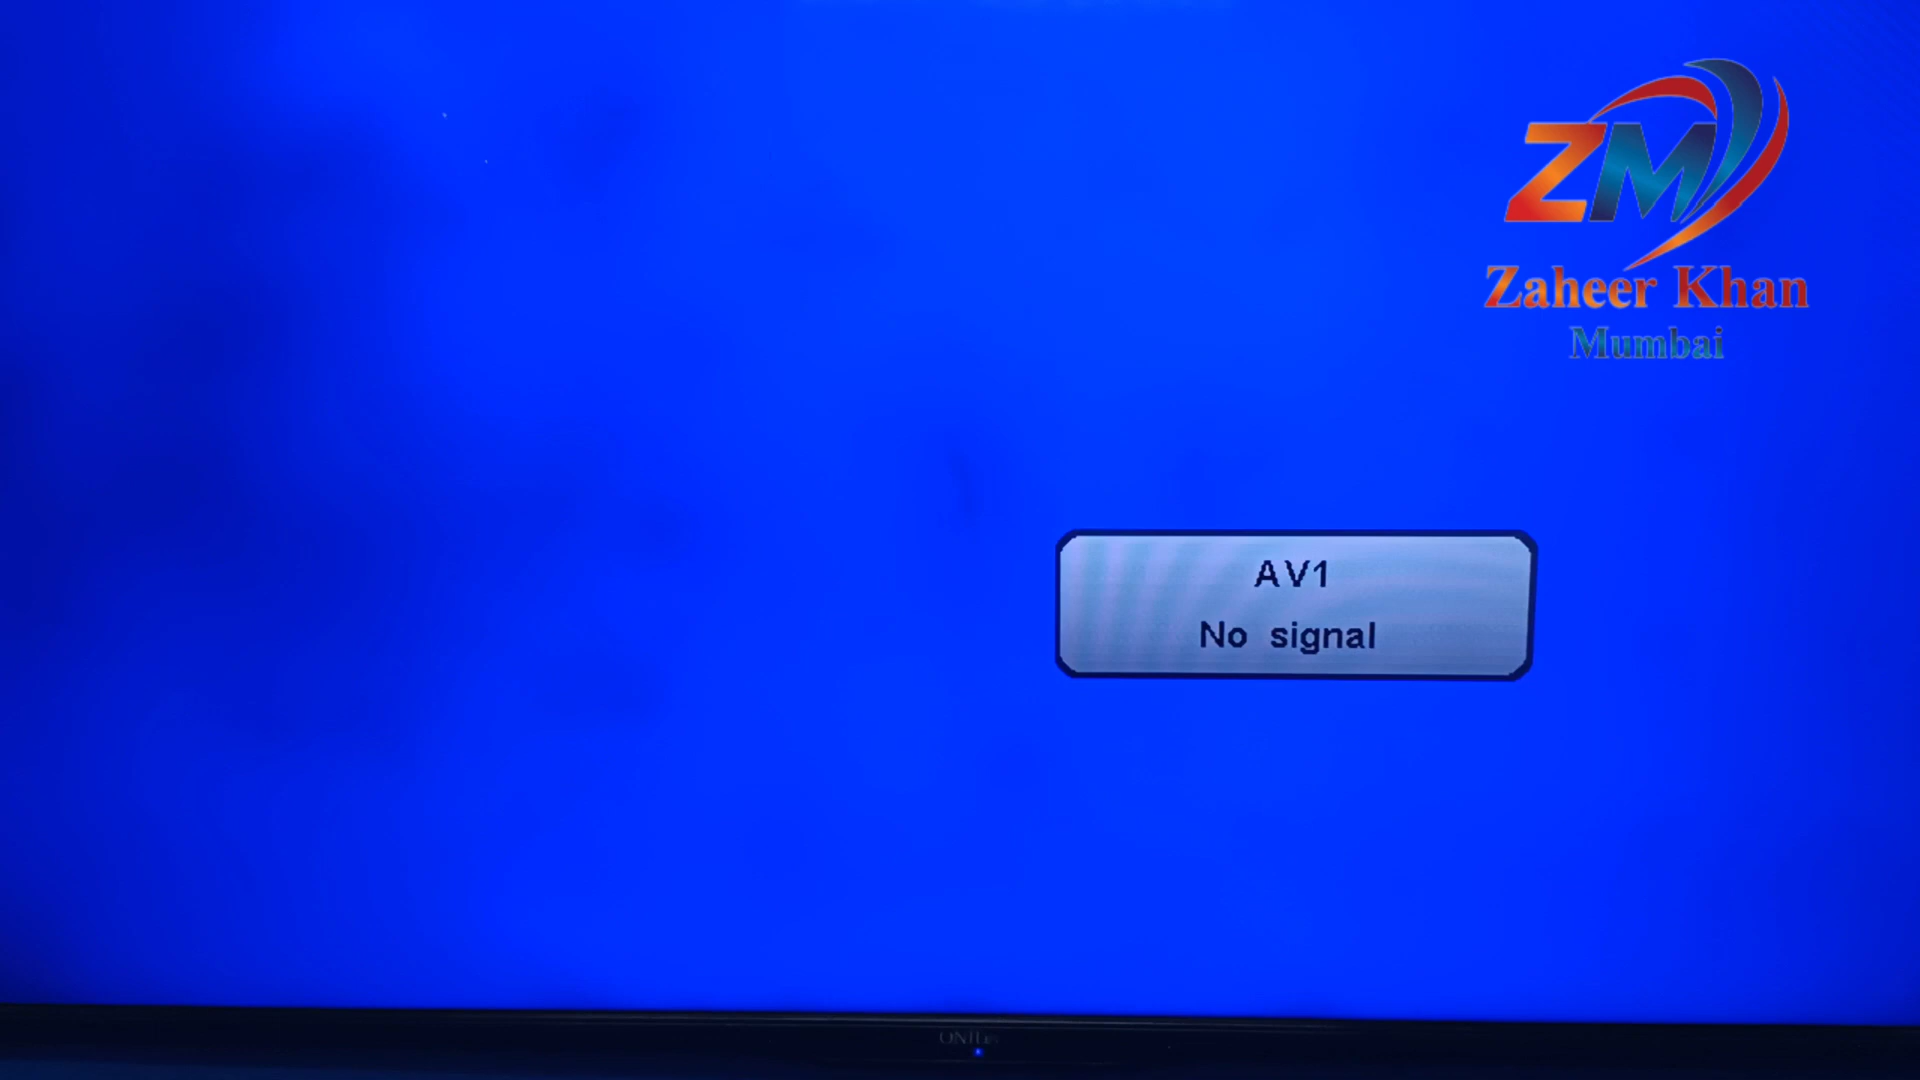 ZM
Zaheer Khan
Mumbai
AV1
No signal